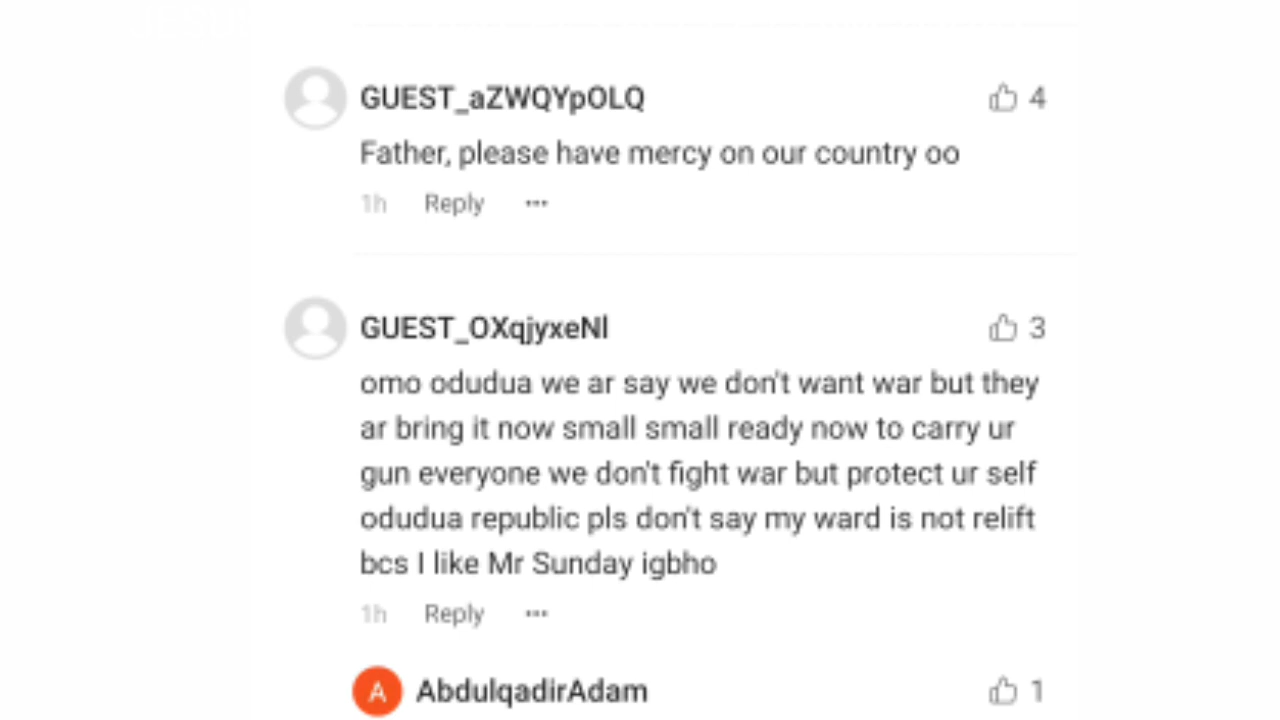 GUEST_aZWQYpOLQ 4
Father, please have mercy on our country oo
1h Reply ...
GUEST_OXqjyxeNl 3
omo odudua we ar say we don't want war but they
ar bring it now small small ready now to carry ur
gun everyone we don't fight war but protect ur self
odudua republic pls don't say my ward is not relift
bcs I like Mr Sunday igbho
1h Reply ...
A AbdulqadirAdam 1